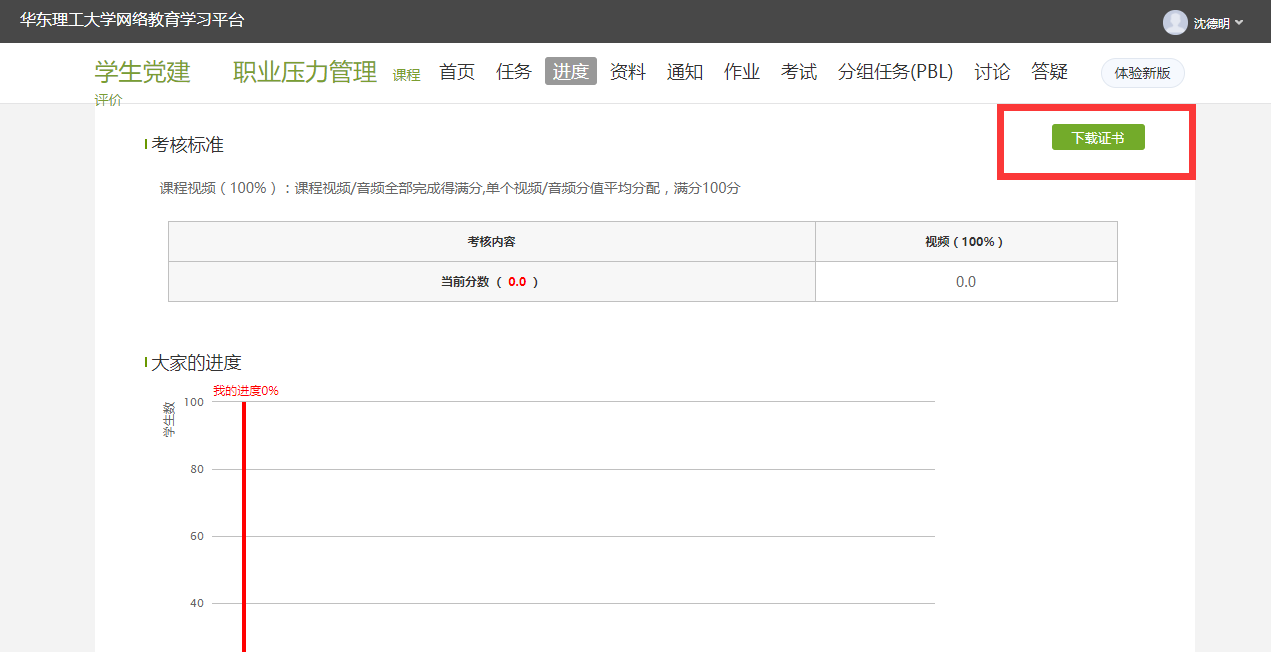 华东理工大学网络教育学习平台
沈德明
学生党建 职业压力管理 课程评价 首页 任务 进度 资料 通知 作业 考试 分组任务(PBL) 讨论 答疑 体验新版
下载证书
考核标准
课程视频（100%）：课程视频/音频全部完成得满分,单个视频/音频分值平均分配，满分100分
考核内容 视频（100%）
当前分数 （ 0.0 ） 0.0
大家的进度
我的进度0%
学生数
100
80
60
40